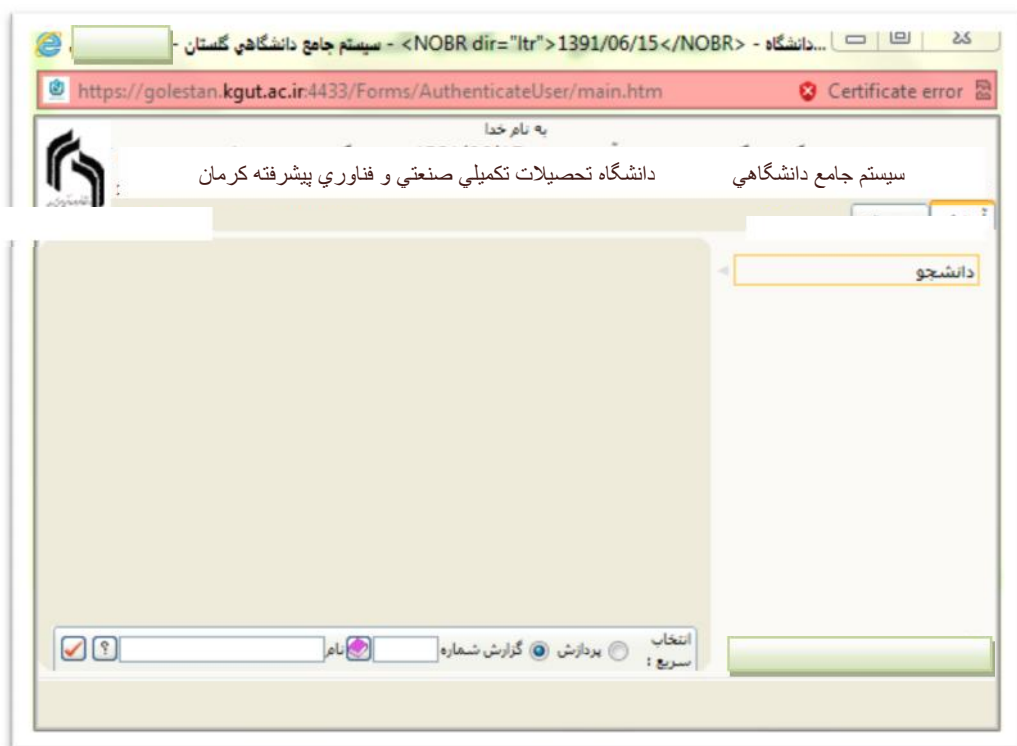 دانشگاه... - <NOBR dir="ltr">1391/06/15</NOBR> - سيستم جامع دانشگاهي گلستان -
https://golestan.kgut.ac.ir:4433/Forms/AuthenticateUser/main.htm Certificate error
به نام خدا
سيستم جامع دانشگاهي دانشگاه تحصيلات تكميلي صنعتي و فناوري پيشرفته كرمان :
دانشجو
انتخاب سريع : پردازش گزارش شماره نام ؟